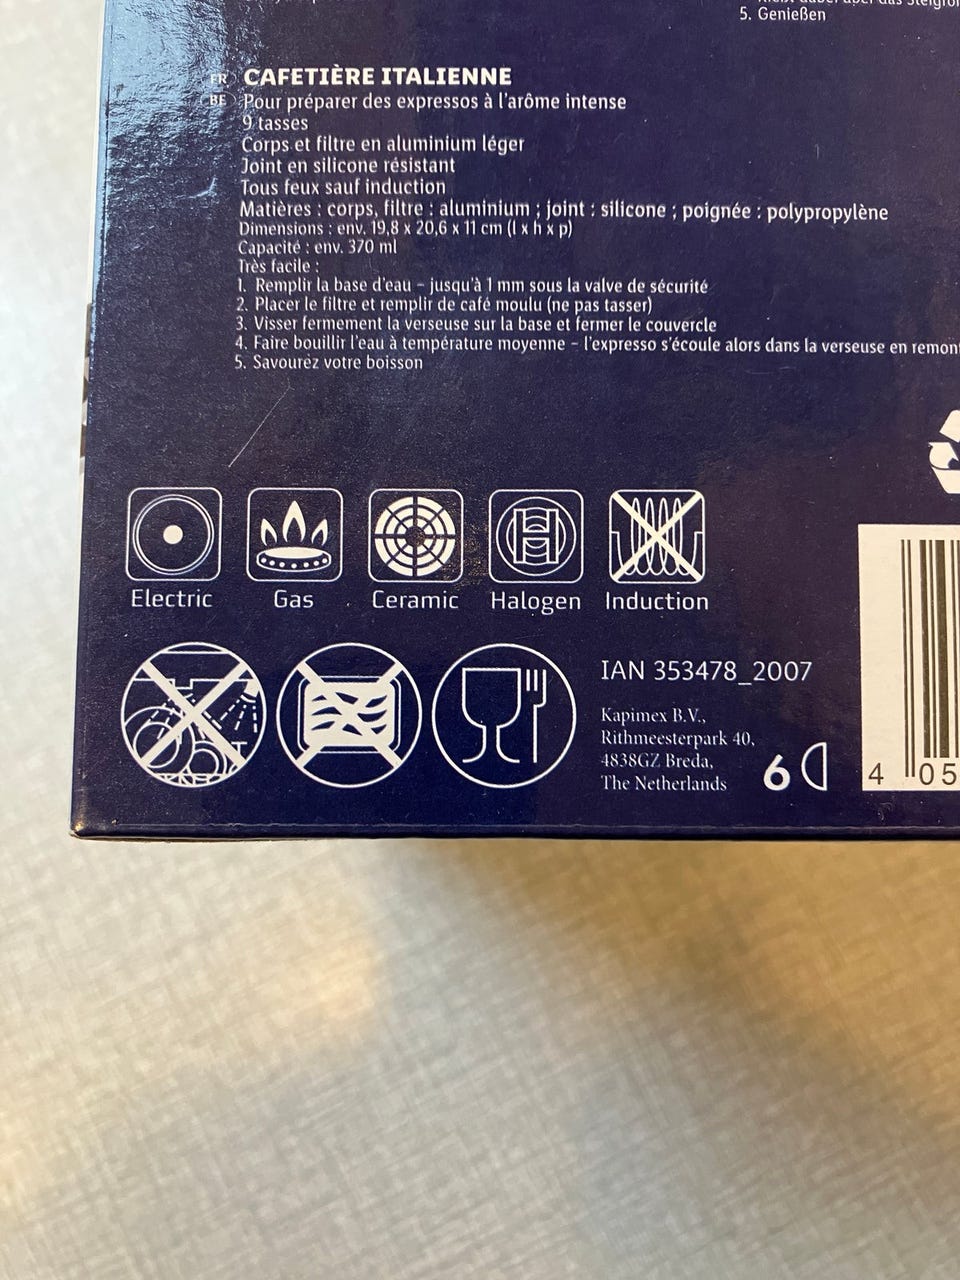 5. Genießen
FR CAFETIÈRE ITALIENNE
BE Pour préparer des expressos à l'arôme intense
9 tasses
Corps et filtre en aluminium léger
Joint en silicone résistant
Tous feux sauf induction
Matières : corps, filtre : aluminium ; joint : silicone ; poignée : polypropylène
Dimensions : env. 19,8 x 20,6 x 11 cm (l x h x p)
Capacité : env. 370 ml
Très facile :
1. Remplir la base d'eau – jusqu'à 1 mm sous la valve de sécurité
2. Placer le filtre et remplir de café moulu (ne pas tasser)
3. Visser fermement la verseuse sur la base et fermer le couvercle
4. Faire bouillir l'eau à température moyenne – l'expresso s'écoule alors dans la verseuse en remont
5. Savourez votre boisson
H
Electric Gas Ceramic Halogen Induction
IAN 353478_2007
Kapimex B.V.,
Rithmeesterpark 40,
4838GZ Breda,
The Netherlands
6
4 05